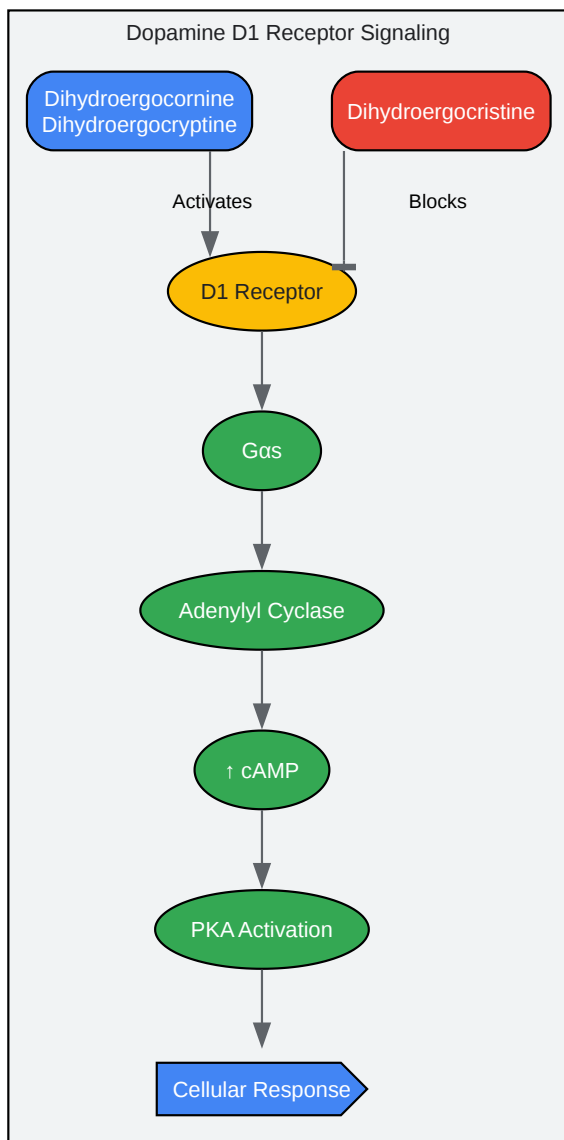 Dopamine D1 Receptor Signaling
Dihydroergocornine
Dihydroergocryptine
Dihydroergocristine
Activates
Blocks
D1 Receptor
Gαs
Adenylyl Cyclase
↑ cAMP
PKA Activation
Cellular Response